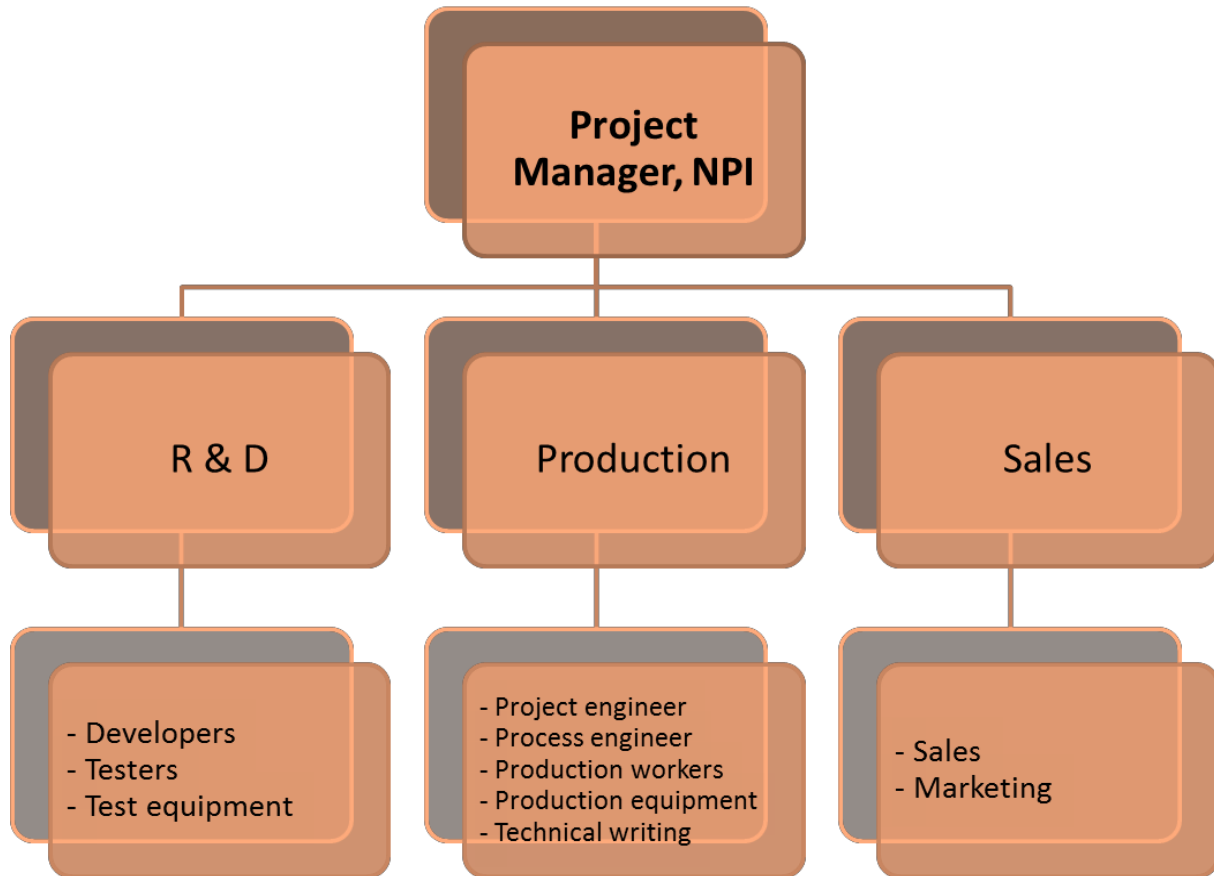 Project
Manager, NPI
R & D
Production
Sales
- Developers
- Testers
- Test equipment
- Project engineer
- Process engineer
- Production workers
- Production equipment
- Technical writing
- Sales
- Marketing